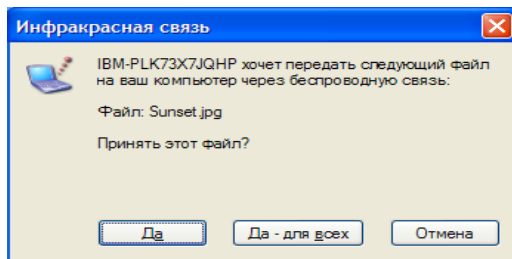 Инфракрасная связь
IBM-PLK73X7JQHP хочет передать следующий файл
на ваш компьютер через беспроводную связь:
Файл: Sunset.jpg
Принять этот файл?
Да
Да - для всех
Отмена